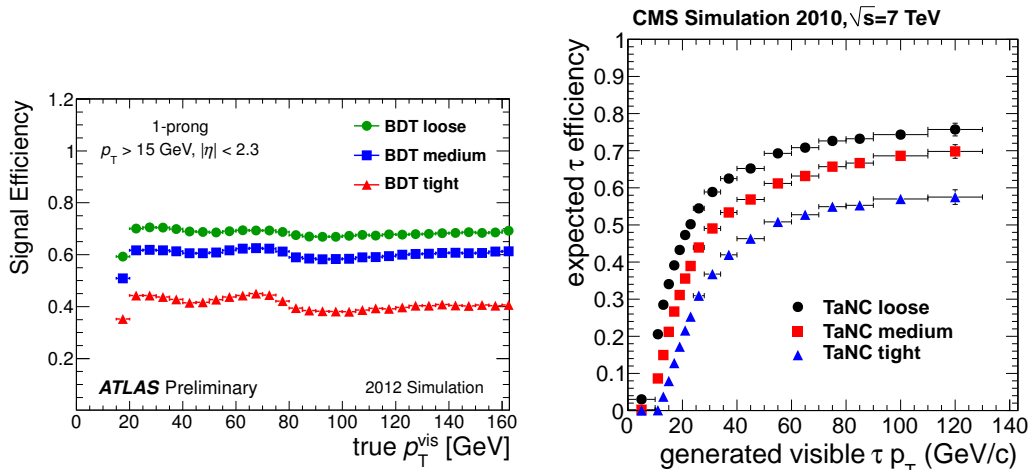 Signal Efficiency
1.2
1
0.8
0.6
0.4
0.2
1-prong
p_T > 15 GeV, |η| < 2.3
BDT loose
BDT medium
BDT tight
ATLAS Preliminary
2012 Simulation
0 20 40 60 80 100 120 140 160
true p_T^vis [GeV]
CMS Simulation 2010, √s=7 TeV
expected τ efficiency
1
0.9
0.8
0.7
0.6
0.5
0.4
0.3
0.2
0.1
0
TaNC loose
TaNC medium
TaNC tight
0 20 40 60 80 100 120 140
generated visible τ p_T (GeV/c)